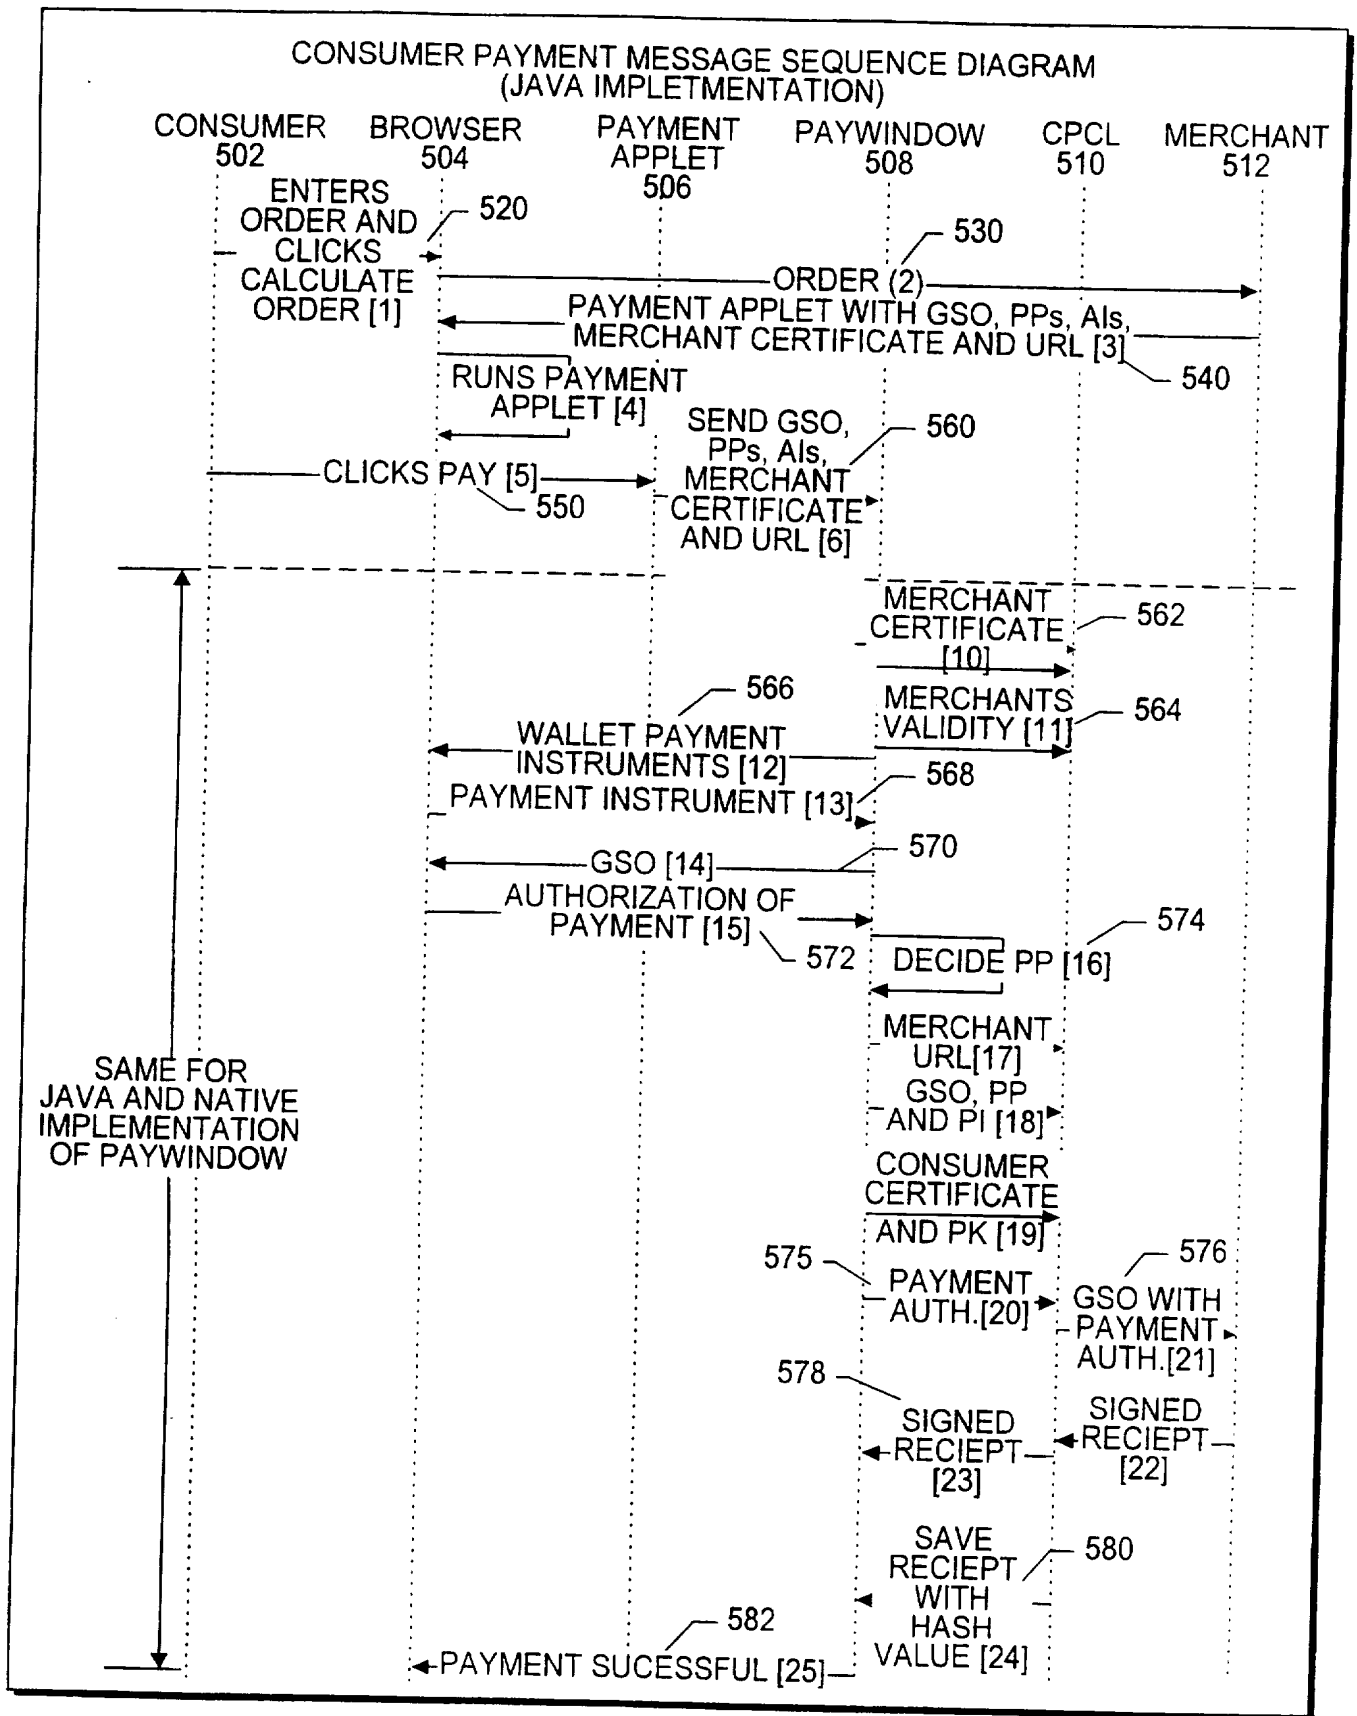 CONSUMER PAYMENT MESSAGE SEQUENCE DIAGRAM
(JAVA IMPLETMENTATION)
CONSUMER
502
BROWSER
504
PAYMENT
APPLET
506
PAYWINDOW
508
CPCL
510
MERCHANT
512
ENTERS
ORDER AND
CLICKS
CALCULATE
ORDER [1]
520
530
ORDER (2)
PAYMENT APPLET WITH GSO, PPs, AIs,
MERCHANT CERTIFICATE AND URL [3]
540
RUNS PAYMENT
APPLET [4]
SEND GSO,
PPs, AIs,
MERCHANT
CERTIFICATE
AND URL [6]
560
CLICKS PAY [5]
550
MERCHANT
CERTIFICATE
[10]
562
566
MERCHANTS
VALIDITY [11]
564
WALLET PAYMENT
INSTRUMENTS [12]
568
PAYMENT INSTRUMENT [13]
570
GSO [14]
AUTHORIZATION OF
PAYMENT [15]
572
574
DECIDE PP [16]
MERCHANT
URL[17]
GSO, PP
AND PI [18]
SAME FOR
JAVA AND NATIVE
IMPLEMENTATION
OF PAYWINDOW
CONSUMER
CERTIFICATE
AND PK [19]
575
PAYMENT
AUTH.[20]
576
GSO WITH
PAYMENT
AUTH.[21]
578
SIGNED
RECIEPT
[23]
SIGNED
RECIEPT
[22]
SAVE
RECIEPT
WITH
HASH
VALUE [24]
580
582
PAYMENT SUCESSFUL [25]